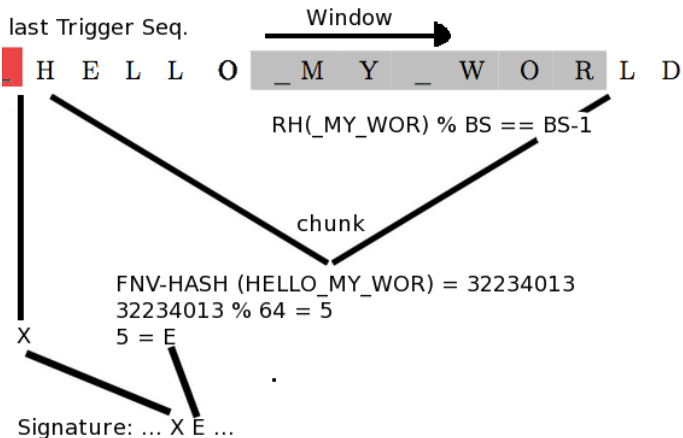 last Trigger Seq.
Window
_ H E L L O _ M Y _ W O R L D
RH(_MY_WOR) % BS == BS-1
chunk
FNV-HASH (HELLO_MY_WOR) = 32234013
32234013 % 64 = 5
X
5 = E
.
Signature: ... X E ...